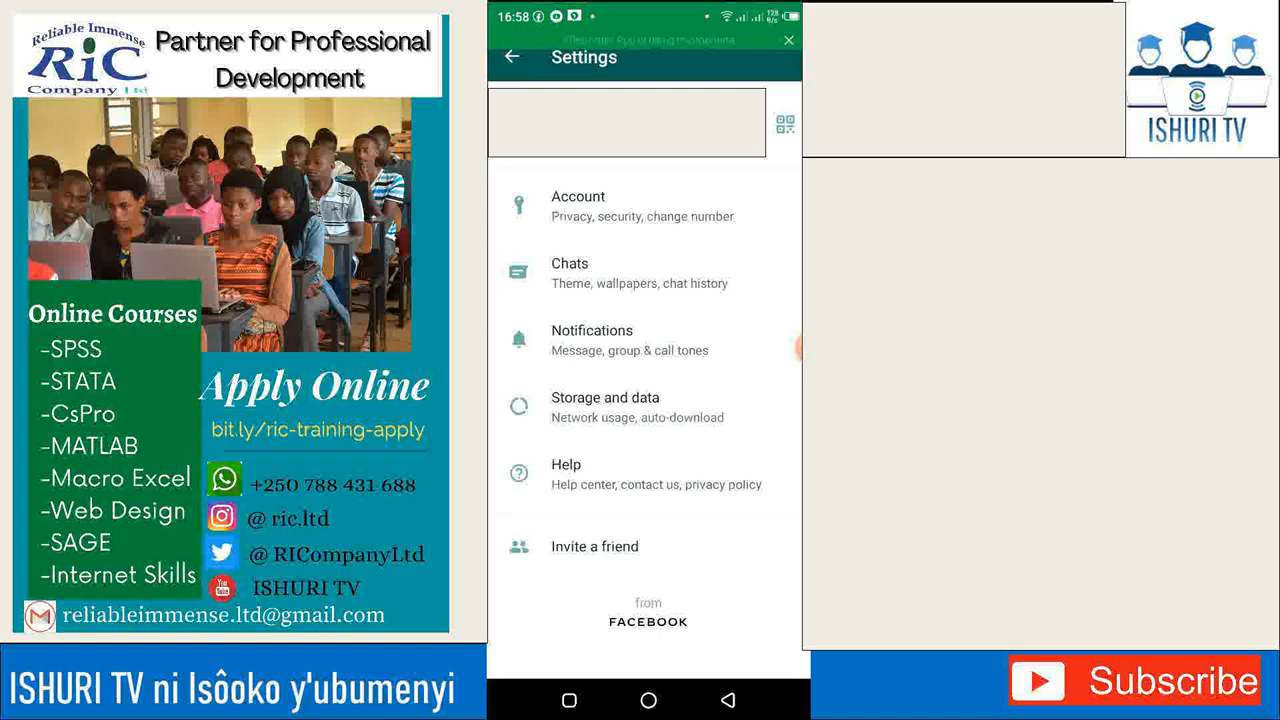 Reliable Immense
RiC
Company Ltd
Partner for Professional
Development
Online Courses
-SPSS
-STATA
-CsPro
-MATLAB
-Macro Excel
-Web Design
-SAGE
-Internet Skills
Apply Online
bit.ly/ric-training-apply
+250 788 431 688
@ ric.ltd
@ RICompanyLtd
ISHURI TV
reliableimmense.ltd@gmail.com
ISHURI TV ni Isôoko y'ubumenyi
16:58
128
B/s
Settings
Account
Privacy, security, change number
Chats
Theme, wallpapers, chat history
Notifications
Message, group & call tones
Storage and data
Network usage, auto-download
Help
Help center, contact us, privacy policy
Invite a friend
from
FACEBOOK
ISHURI TV
Subscribe